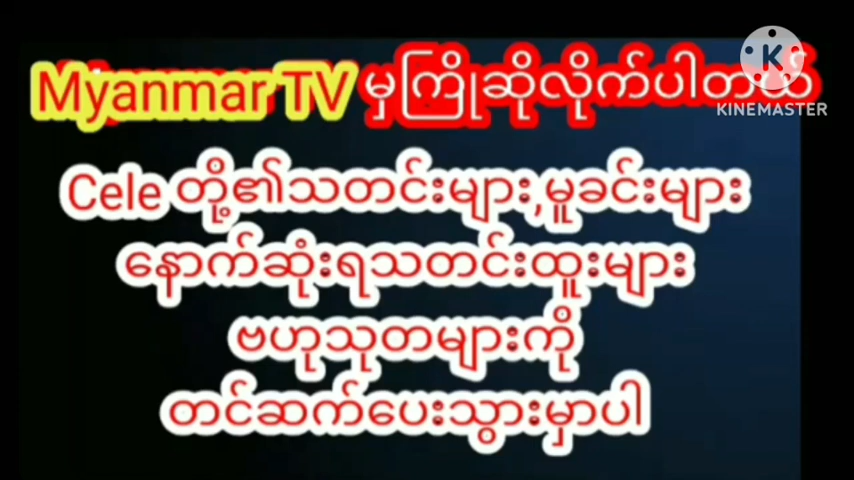 Myanmar TV မှကြိုဆိုလိုက်ပါတယ်
KINEMASTER
Cele တို့၏သတင်းများ,မူခင်းများ
နောက်ဆုံးရသတင်းထူးများ
ဗဟုသုတများကို
တင်ဆက်ပေးသွားမှာပါ